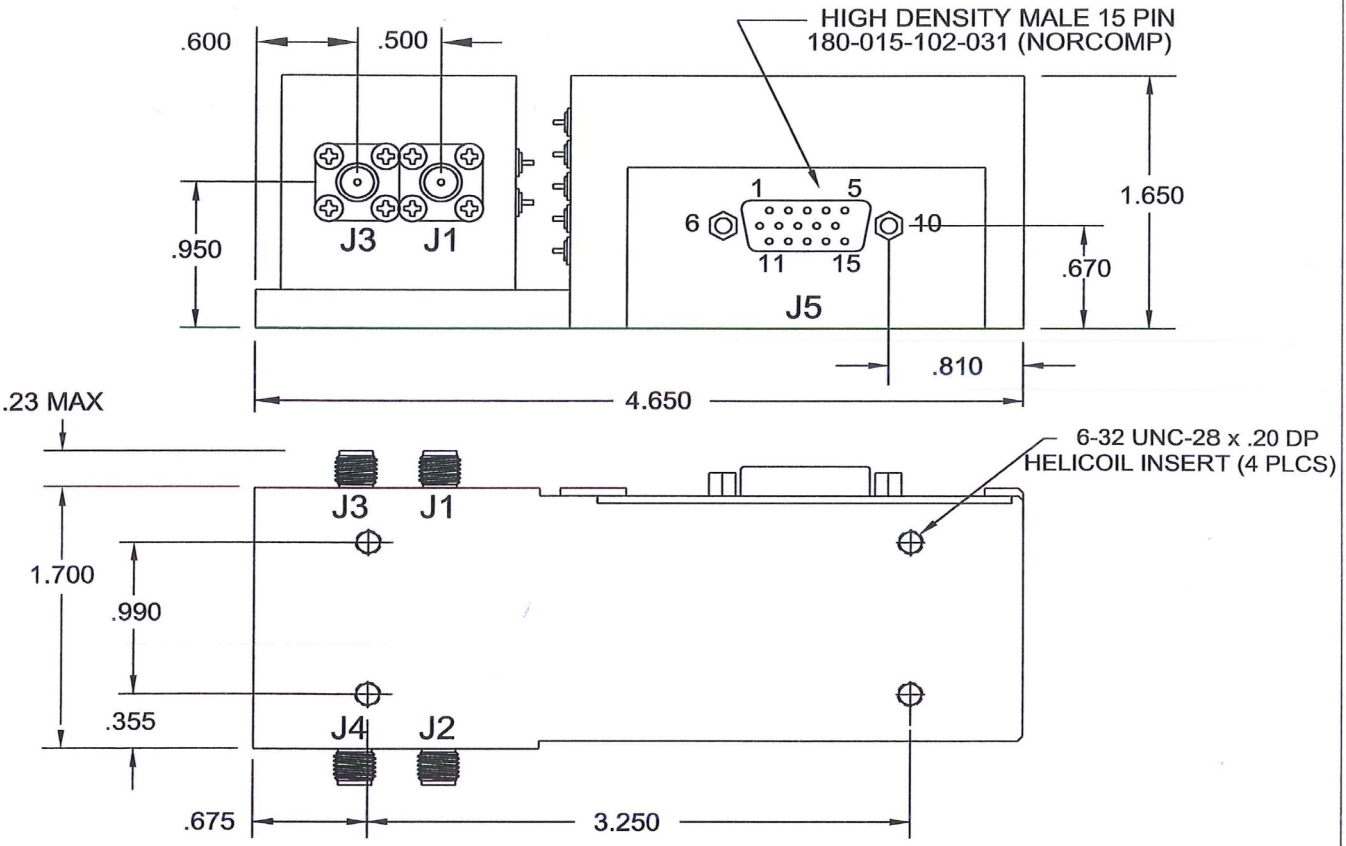 HIGH DENSITY MALE 15 PIN
180-015-102-031 (NORCOMP)
.600
.500
1.650
1
5
6
10
J3
J1
.950
11
15
.670
J5
.810
4.650
.23 MAX
6-32 UNC-28 x .20 DP
HELICOIL INSERT (4 PLCS)
J3
J1
1.700
.990
.355
J4
J2
.675
3.250